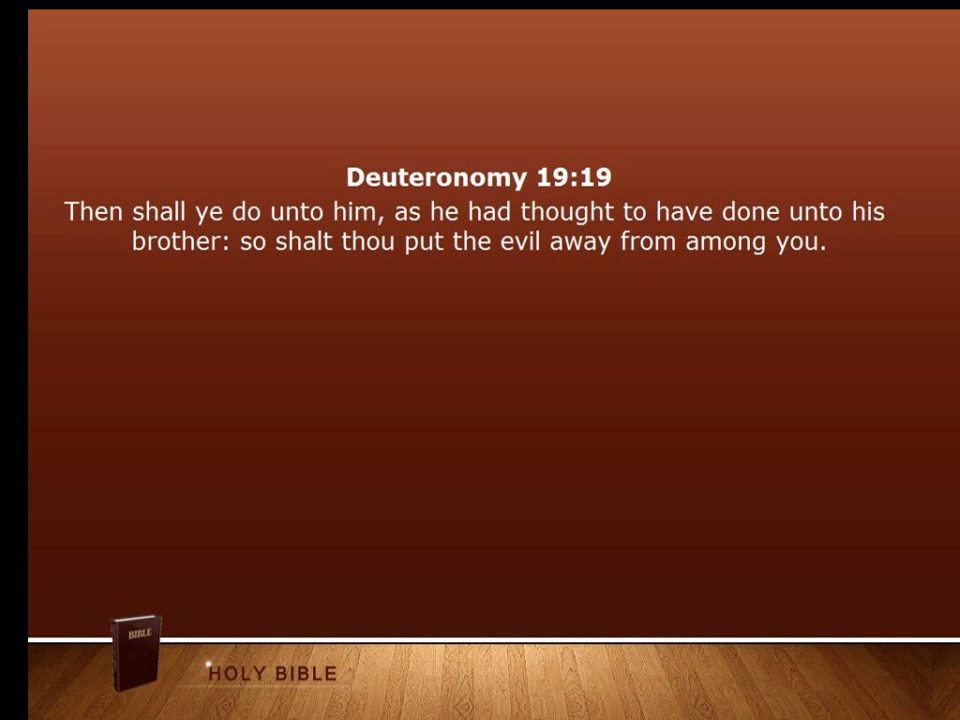 Deuteronomy 19:19
Then shall ye do unto him, as he had thought to have done unto his
brother: so shalt thou put the evil away from among you.
BIBLE
HOLY BIBLE